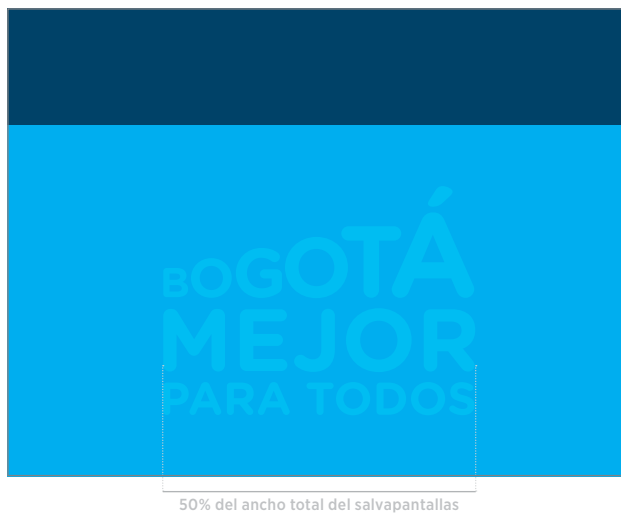 BOGOTÁ
MEJOR
PARA TODOS
50% del ancho total del salvapantallas